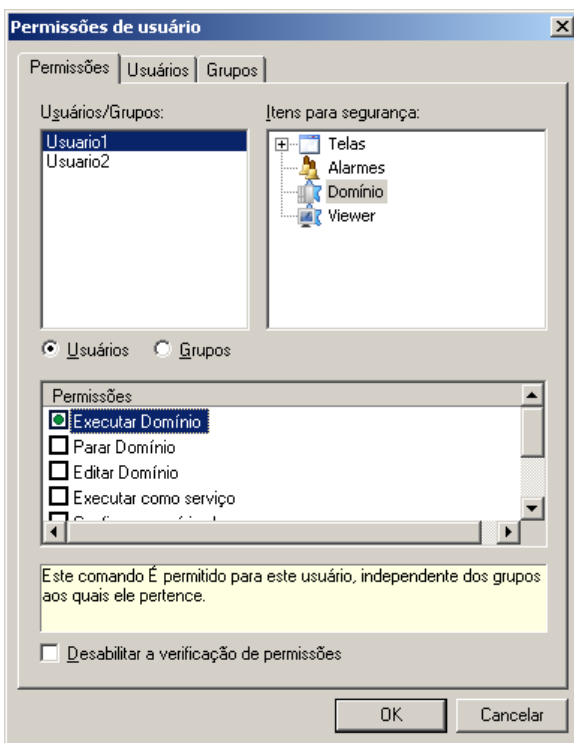 Permissões de usuário
Permissões Usuários Grupos
Usuários/Grupos: Itens para segurança:
Usuario1
Usuario2
Telas
Alarmes
Domínio
Viewer
Usuários Grupos
Permissões
Executar Domínio
Parar Domínio
Editar Domínio
Executar como serviço
Este comando É permitido para este usuário, independente dos grupos
aos quais ele pertence.
Desabilitar a verificação de permissões
OK Cancelar